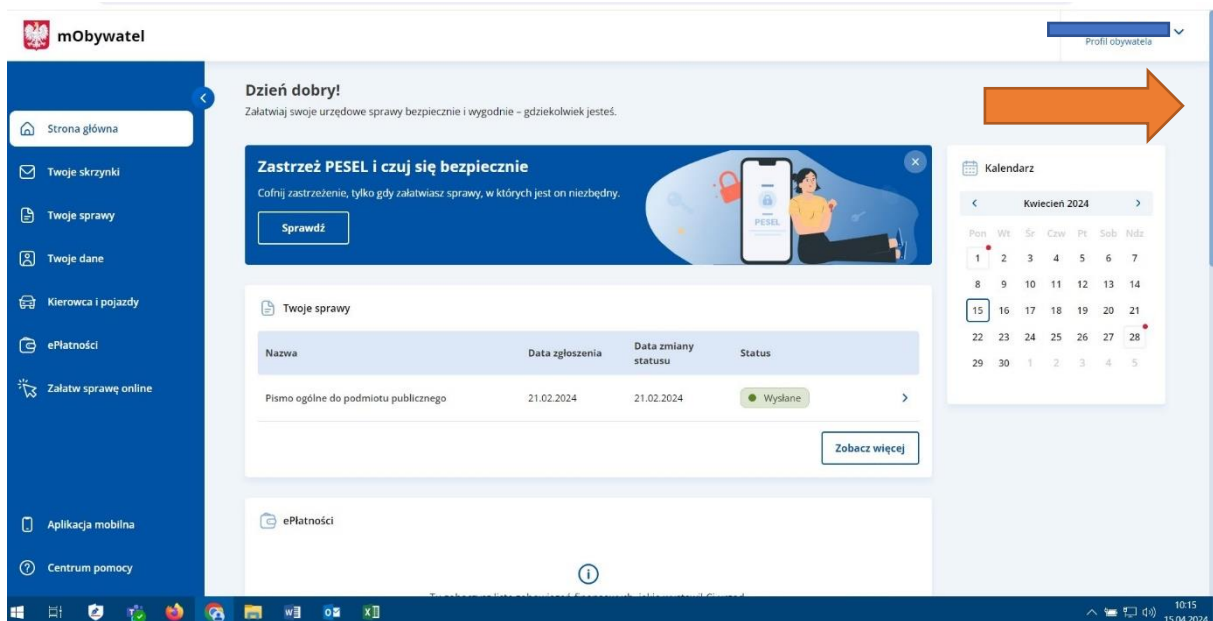 mObywatel
Profil obywatela
Strona główna
Twoje skrzynki
Twoje sprawy
Twoje dane
Kierowca i pojazdy
ePłatności
Załatw sprawę online
Aplikacja mobilna
Centrum pomocy
Dzień dobry!
Załatwiaj swoje urzędowe sprawy bezpiecznie i wygodnie – gdziekolwiek jesteś.
Zastrzeż PESEL i czuj się bezpiecznie
Cofnij zastrzeżenie, tylko gdy załatwiasz sprawy, w których jest on niezbędny.
Sprawdź
PESEL
Twoje sprawy
Nazwa Data zgłoszenia Data zmiany statusu Status
Pismo ogólne do podmiotu publicznego 21.02.2024 21.02.2024 Wysłane
Zobacz więcej
ePłatności
Kalendarz
Kwiecień 2024
Pon Wt Śr Czw Pt Sob Ndz
1 2 3 4 5 6 7
8 9 10 11 12 13 14
15 16 17 18 19 20 21
22 23 24 25 26 27 28
29 30 1 2 3 4 5
10:15
15.04.2024